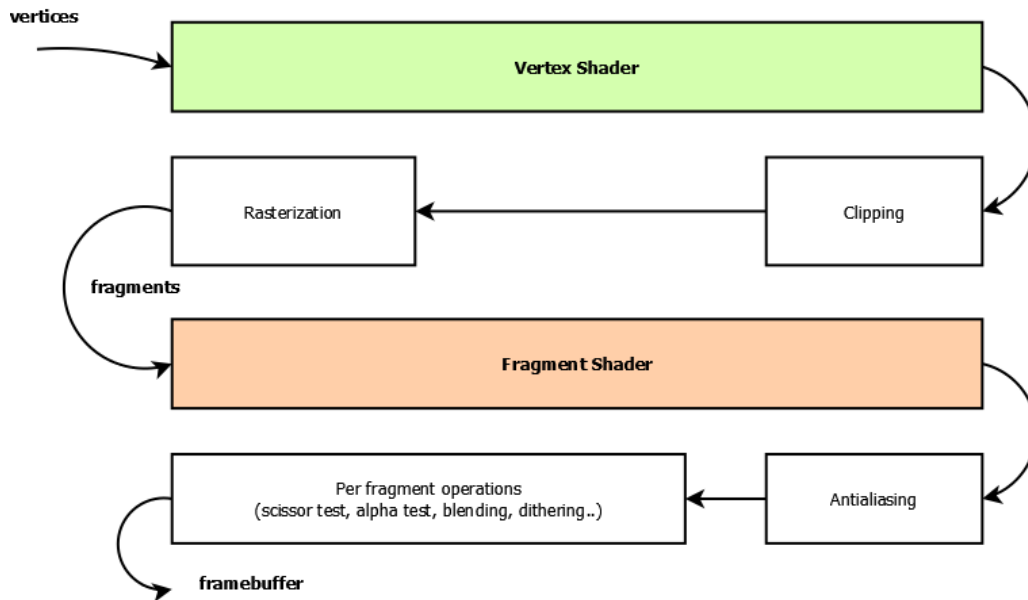 vertices
Vertex Shader
Rasterization
Clipping
fragments
Fragment Shader
Per fragment operations
(scissor test, alpha test, blending, dithering..)
Antialiasing
framebuffer